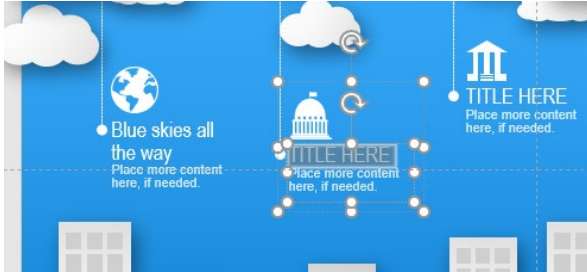 Blue skies all
the way
Place more content
here, if needed.
TITLE HERE
Place more content
here, if needed.
TITLE HERE
Place more content
here, if needed.